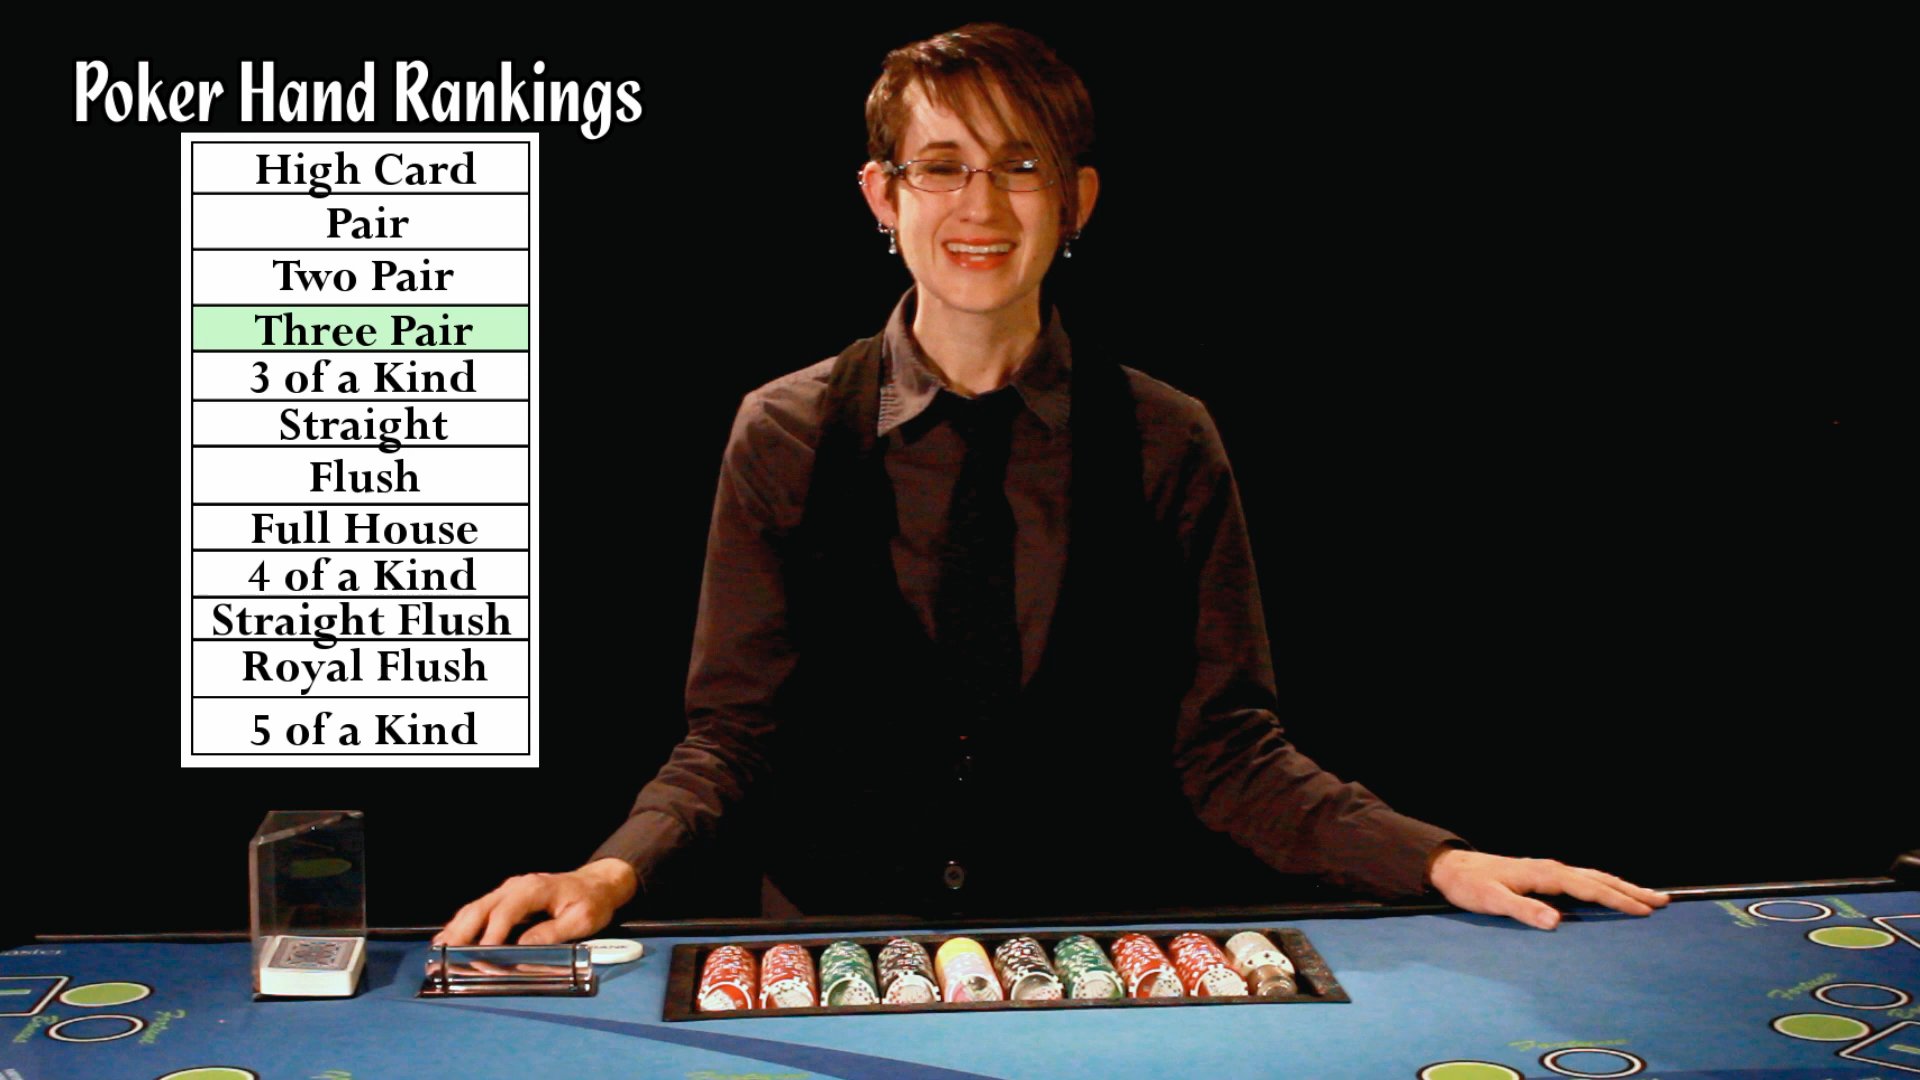 Poker Hand Rankings
High Card
Pair
Two Pair
Three Pair
3 of a Kind
Straight
Flush
Full House
4 of a Kind
Straight Flush
Royal Flush
5 of a Kind
Fortune